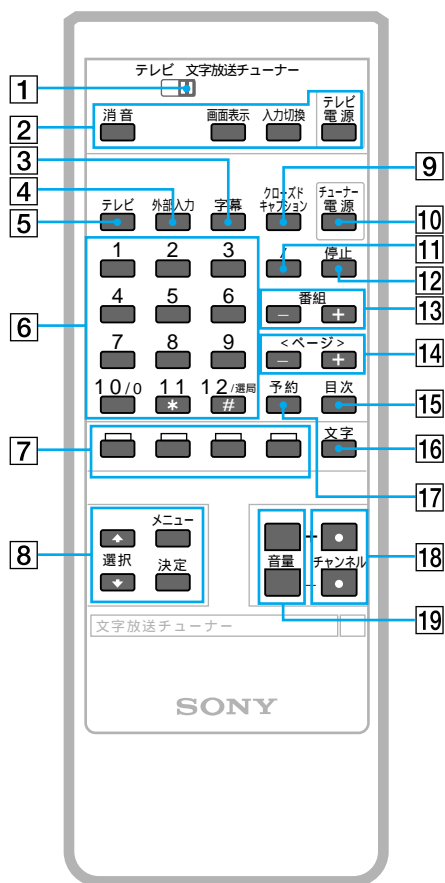 テレビ 文字放送チューナー
1
2
消音 画面表示 入力切換 テレビ電源
3
4
5
9
テレビ 外部入力 字幕 クローズドキャプション チューナー電源
10
11
12
1 2 3 停止
6
4 5 6 番組
− +
13
7 8 9 <ページ>
− +
14
10/0 11 12/選局 予約 目次
* #
15
7
文字
16
17
8
メニュー
選択 決定
音量 + − チャンネル
18
19
文字放送チューナー
SONY